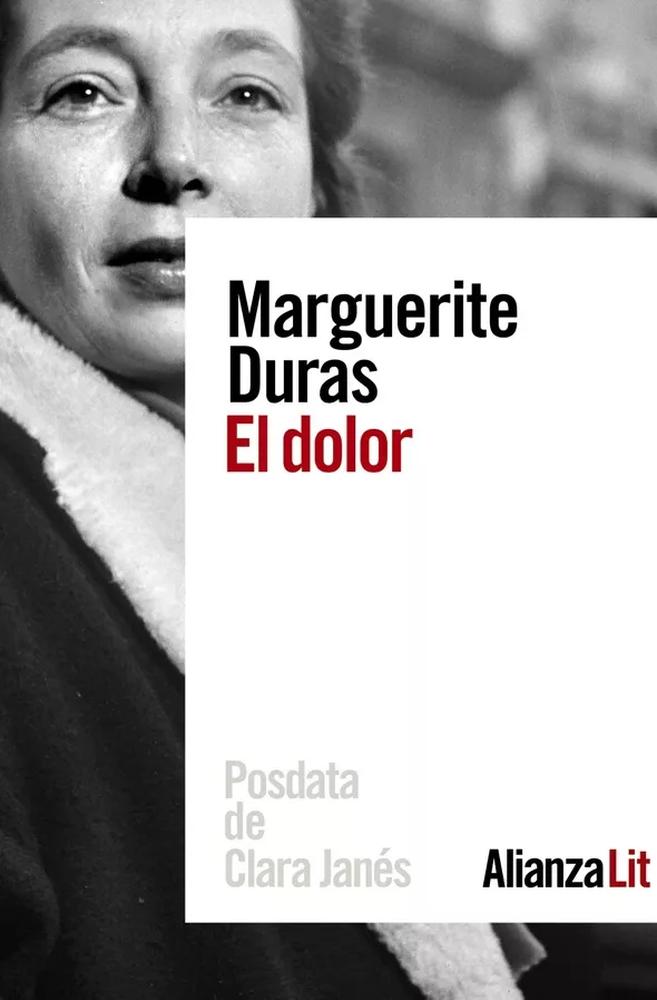 Marguerite
Duras
El dolor
Posdata
de
Clara Janés
AlianzaLit